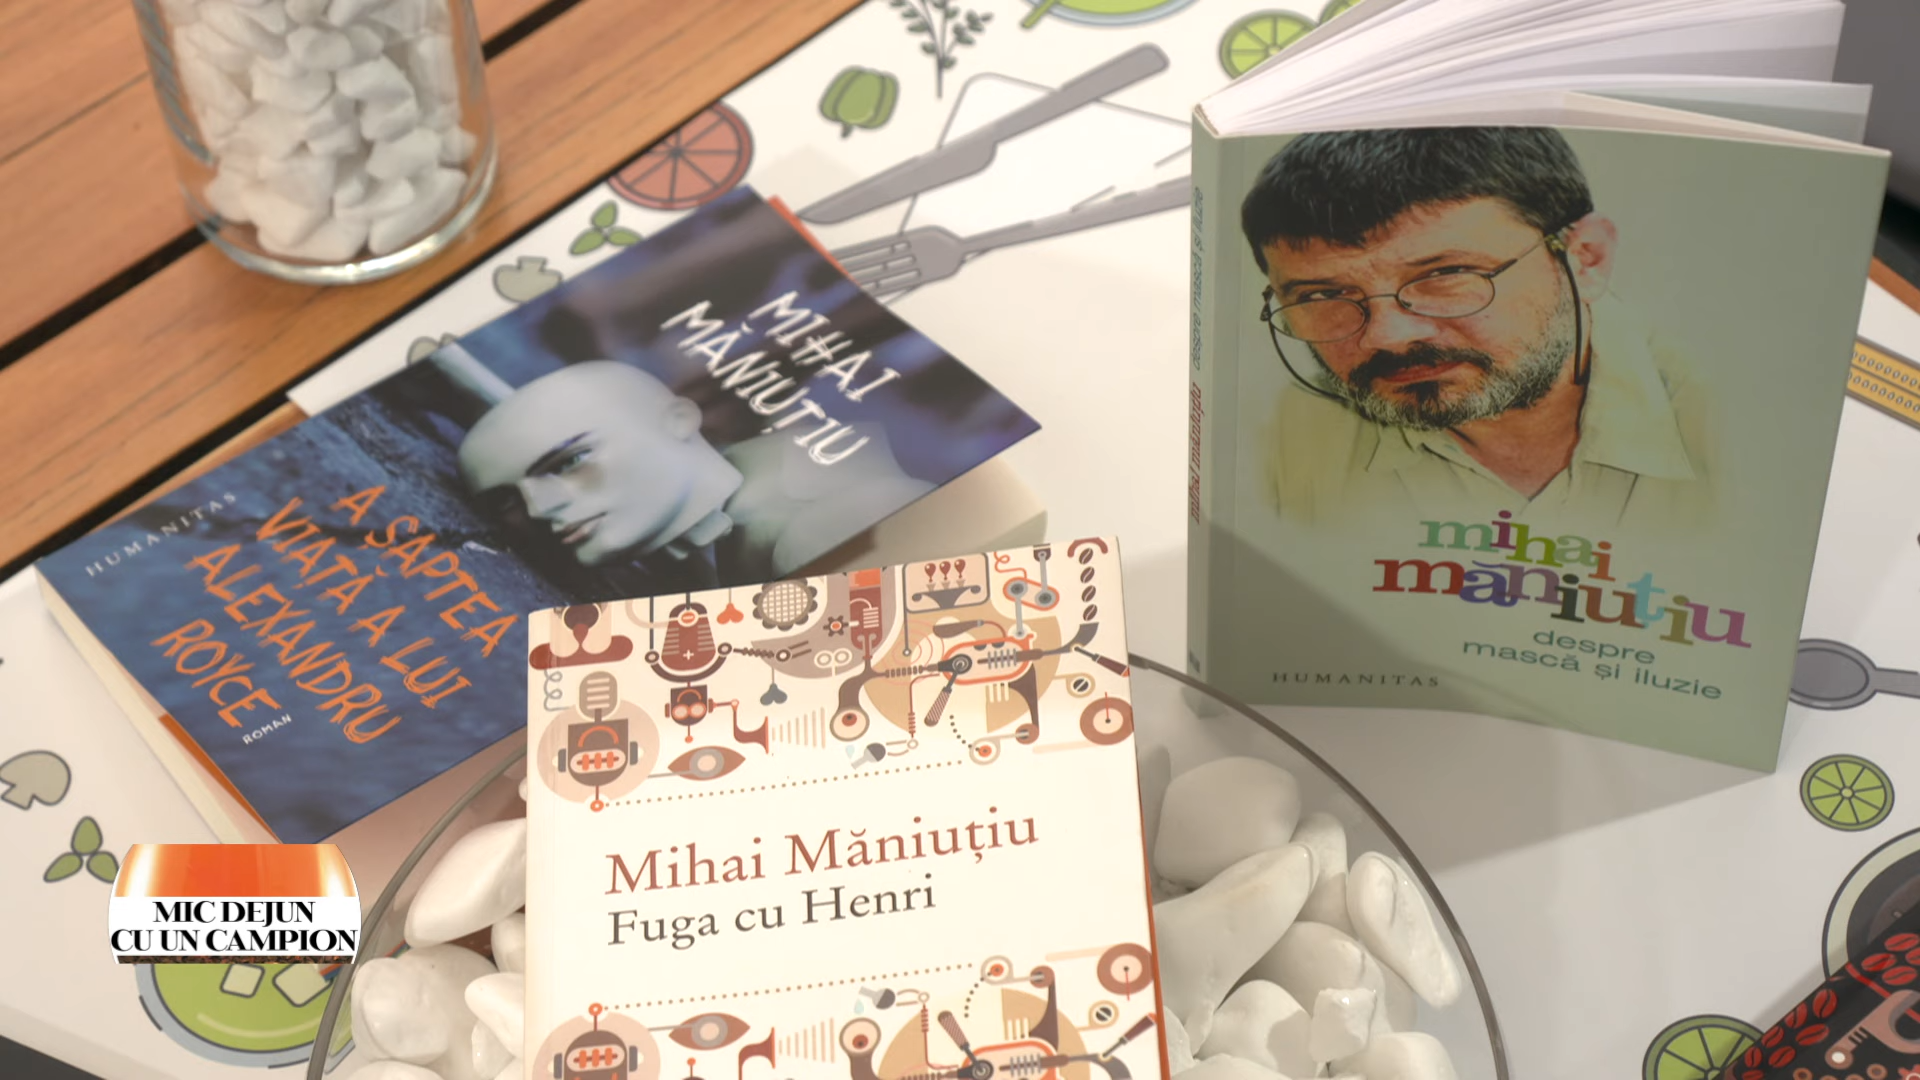 MIHAI
MĂNIUȚIU
HUMANITAS
A ȘAPTEA
VIAȚĂ A LUI
ALEXANDRU
ROYCE
ROMAN
mihai măniuțiu despre mască și iluzie
mihai
măniuțiu
despre
mască și iluzie
HUMANITAS
Mihai Măniuțiu
Fuga cu Henri
MIC DEJUN
CU UN CAMPION